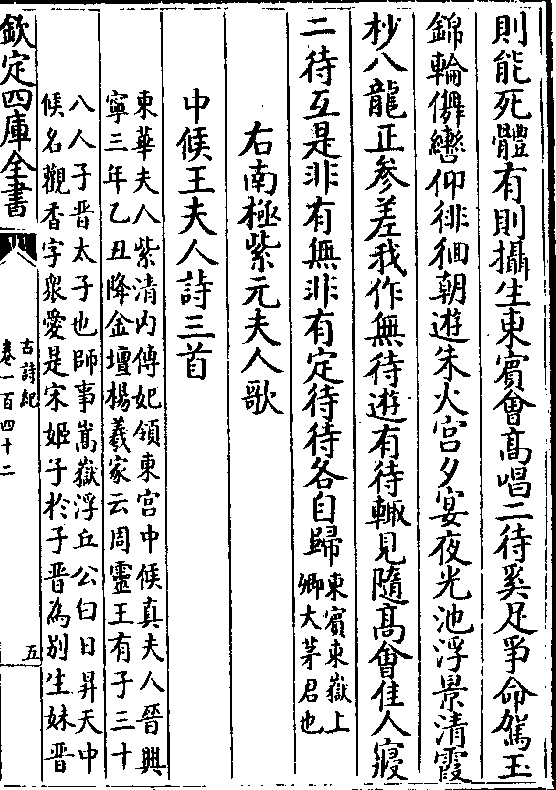 則能死體有則攝生東賓會髙唱二待奚足爭命駕玉
錦輪儛轡仰徘徊朝遊朱火宫夕宴夜光池浮景清霞
杪八龍正参差我作無待遊有待輙見隨髙會佳人寢
二待互是非有無非有定待待各自歸東賓東嶽上
卿大茅君也
右南極紫元夫人歌
中候王夫人詩三首
東華夫人紫清内傅妃領東宫中候真夫人晉興
寧三年乙丑降金壇楊羲家云周靈王有子三十
八人子晉太子也師事嵩嶽浮丘公白日昇天中
候名觀香字衆愛是宋姬子於子晉為别生妹晉
欽定四庫全書
古詩紀
卷一百四十二
五